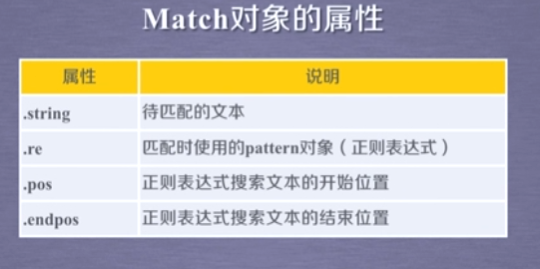 Match对象的属性
属性 说明
.string 待匹配的文本
.re 匹配时使用的pattern对象（正则表达式）
.pos 正则表达式搜索文本的开始位置
.endpos 正则表达式搜索文本的结束位置